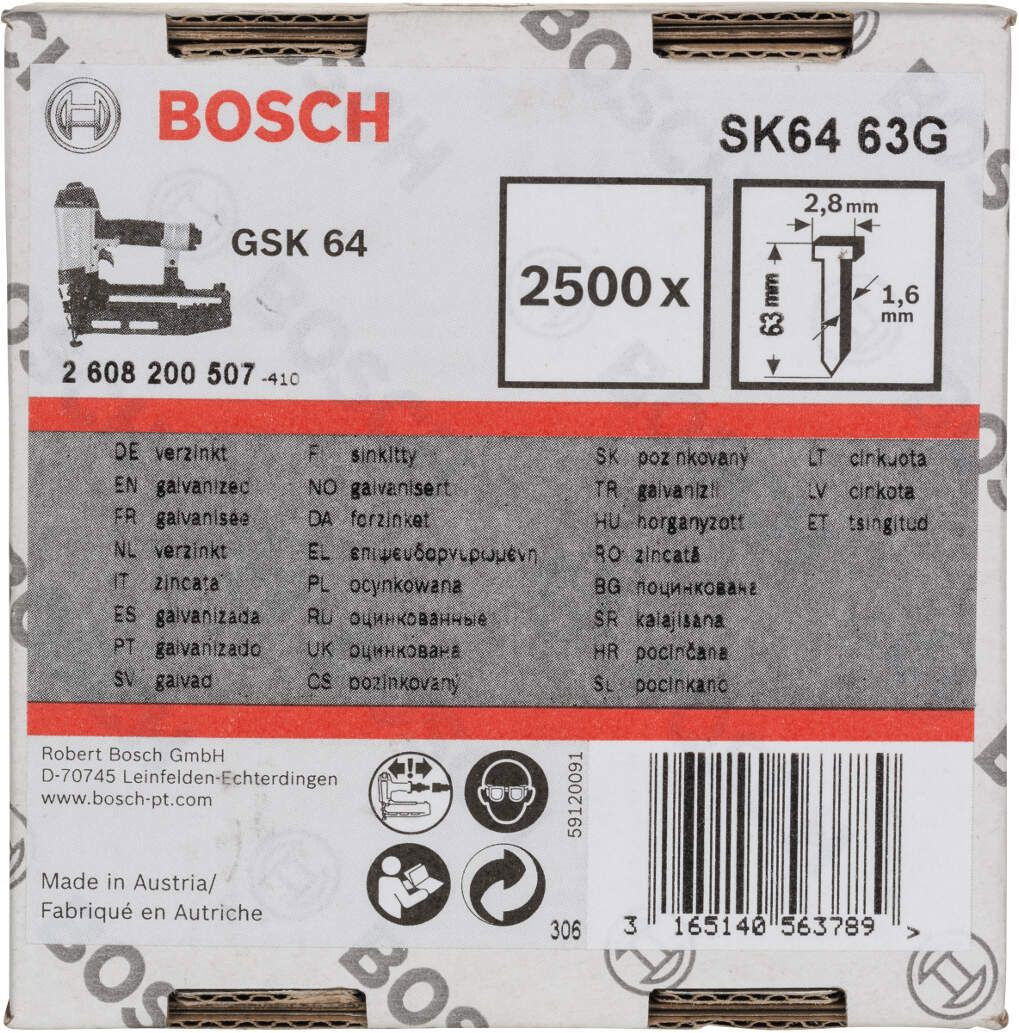 BOSCH
SK64 63G
GSK 64
2 608 200 507 -410
2500 x
2,8 mm
63 mm
1,6 mm
DE verzinkt
EN galvanized
FR galvanisée
NL verzinkt
IT zincata
ES galvanizada
PT galvanizado
SV galvad
FI sinkitty
NO galvanisert
DA forzinket
EL επιψευδαργυρωμένη
PL ocynkowana
RU оцинкованные
UK оцинкована
CS pozinkovaný
SK pozinkovaný
TR galvanizli
HU horganyzott
RO zincată
BG поцинкована
SR kalajisana
HR pocinčana
SL pocinkano
LT cinkuota
LV cinkota
ET tsingitud
Robert Bosch GmbH
D-70745 Leinfelden-Echterdingen
www.bosch-pt.com
Made in Austria/
Fabriqué en Autriche
59120091
306
3 165140 563789 >